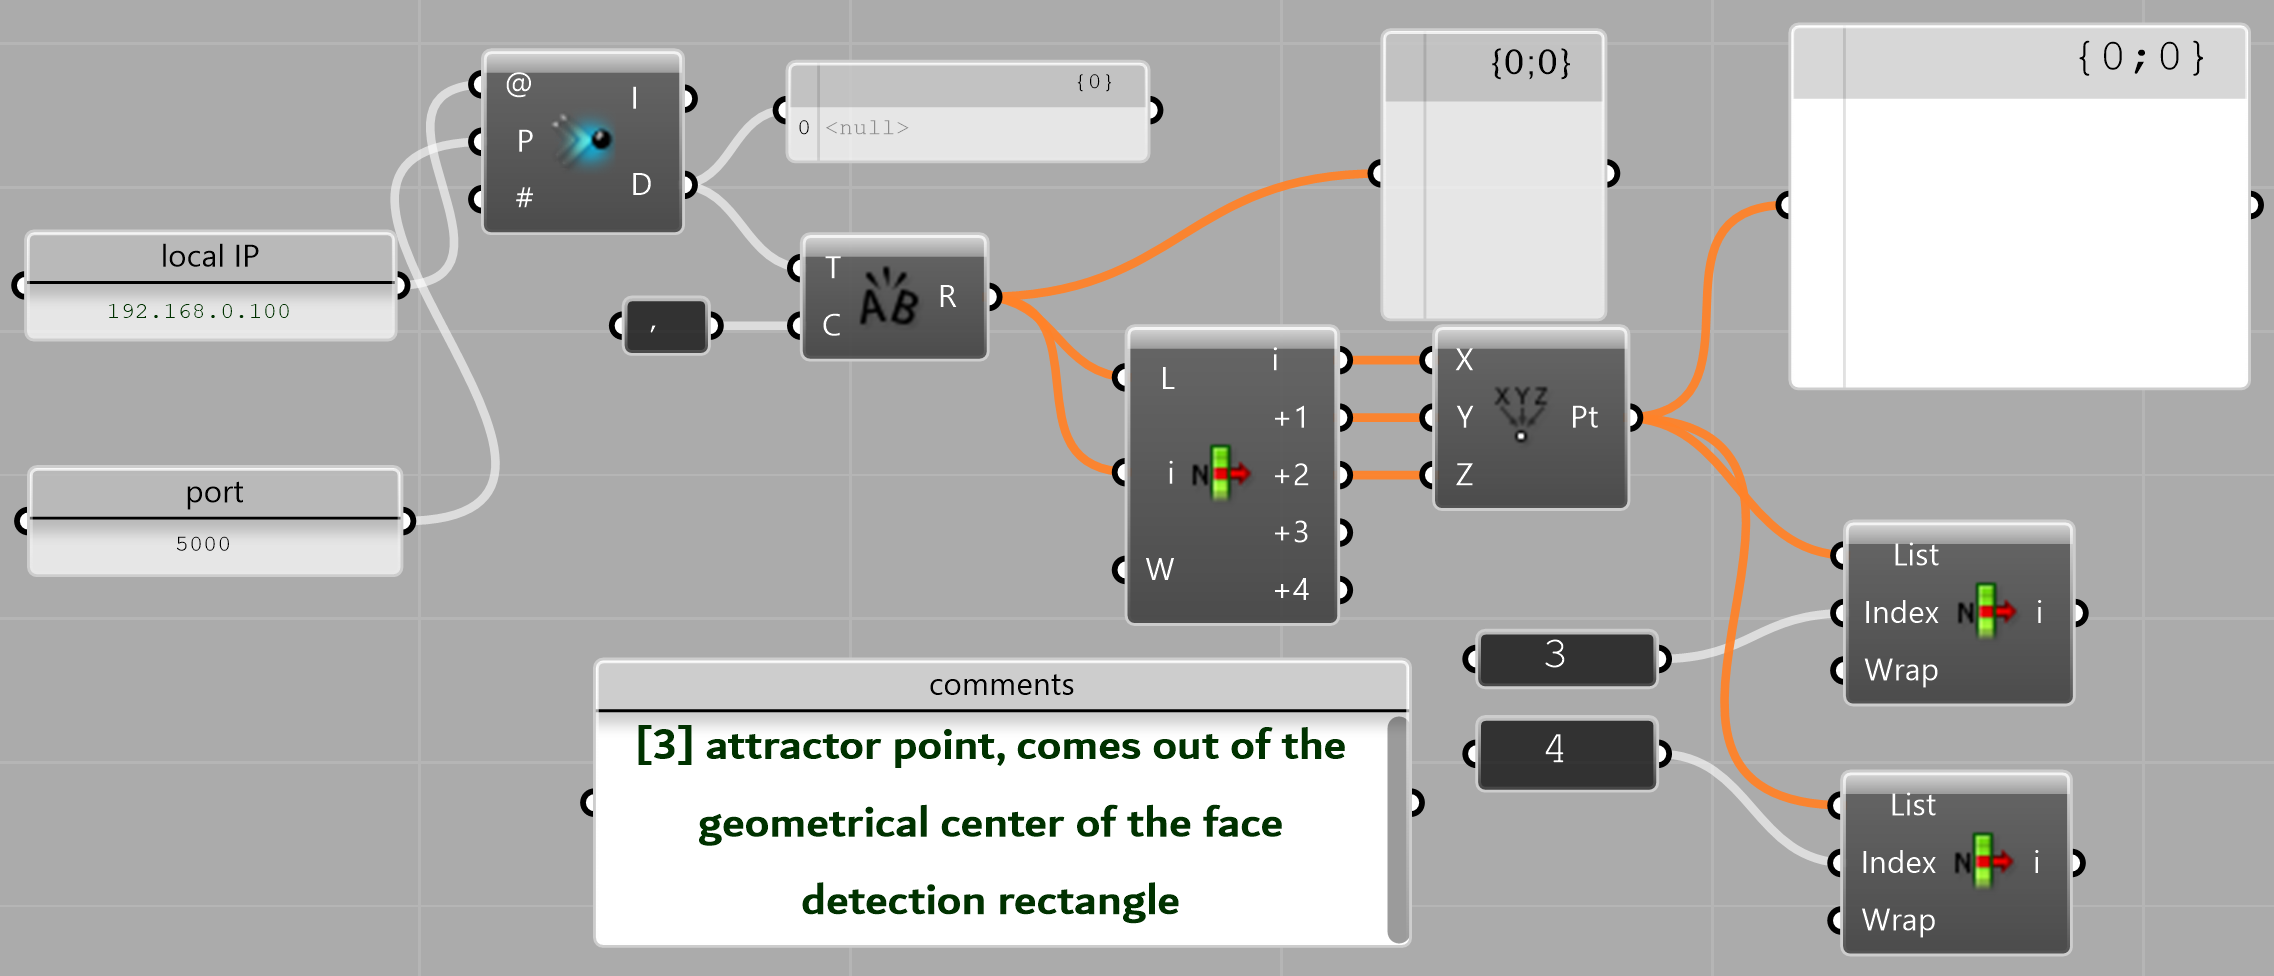 @
P
#
I
D
{0}
0 <null>
{0;0}
{0;0}
local IP
192.168.0.100
port
5000
,
T
C
AB
R
L
i
W
N
i
+1
+2
+3
+4
X
Y
Z
XYZ
Pt
comments
[3] attractor point, comes out of the
geometrical center of the face
detection rectangle
3
4
List
Index
Wrap
N
i
List
Index
Wrap
N
i